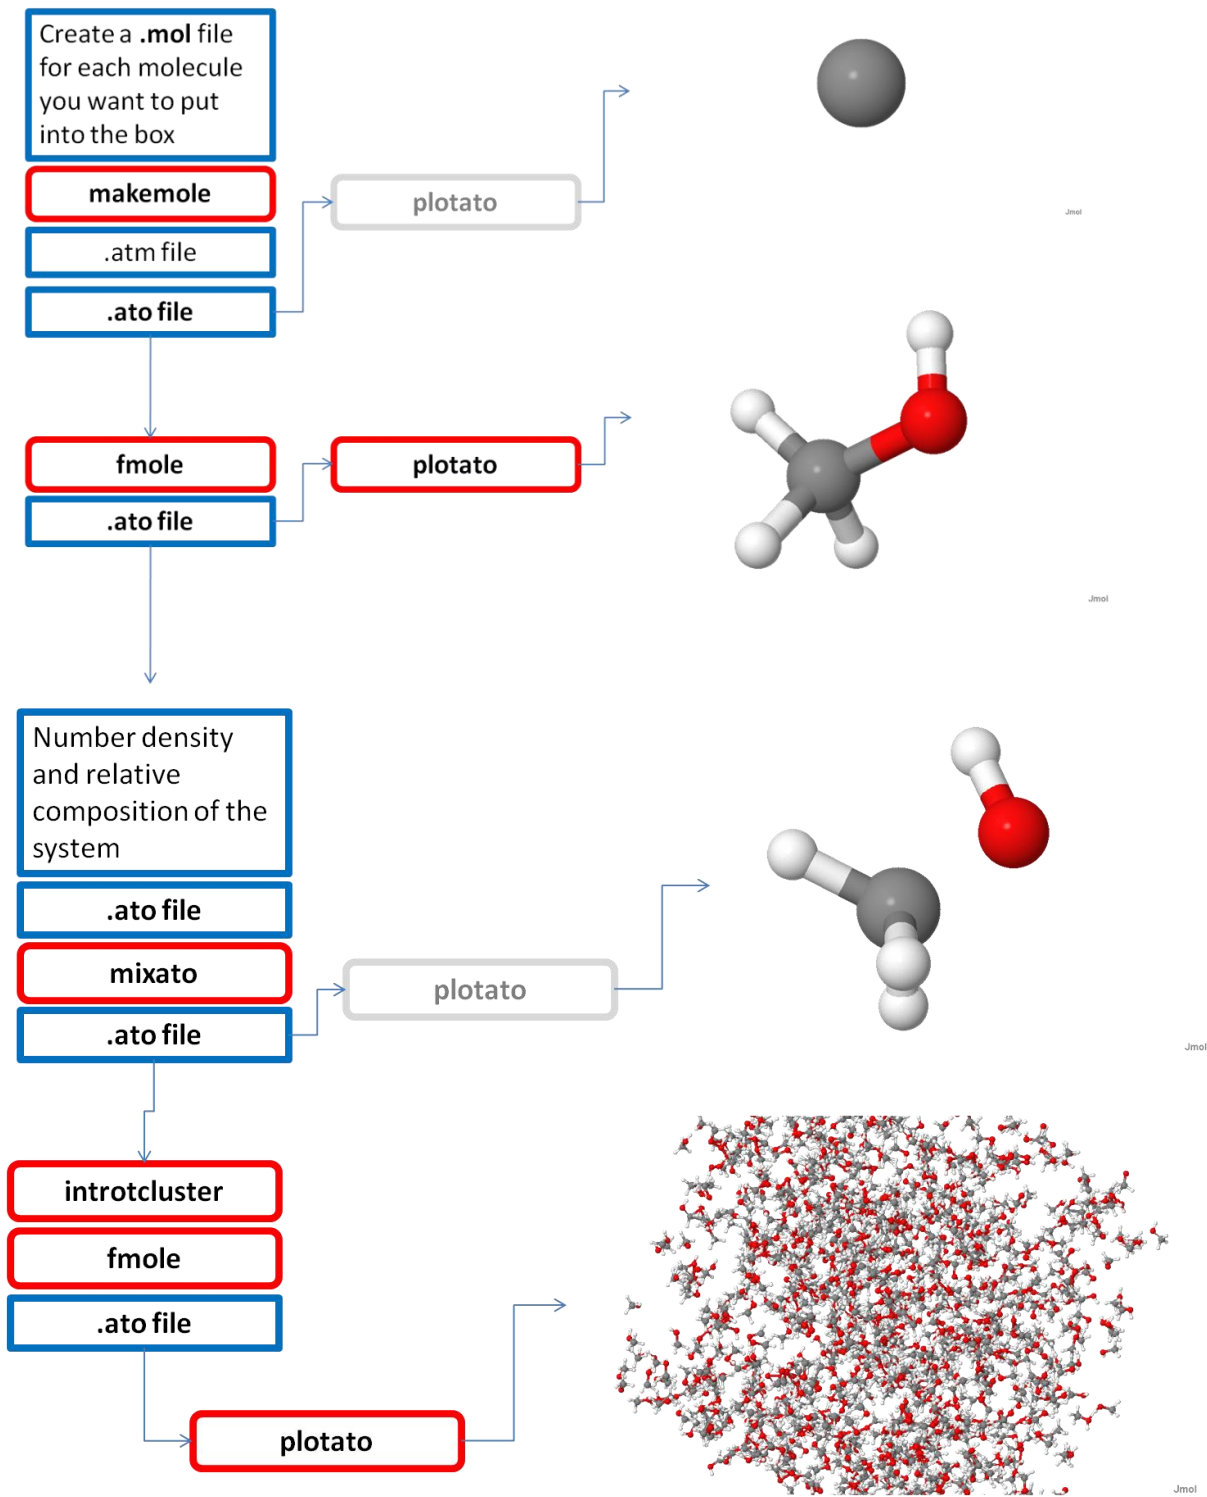 Create a .mol file
for each molecule
you want to put
into the box
makemole
plotato
.atm file
.ato file
Jmol
fmole
plotato
.ato file
Jmol
Number density
and relative
composition of the
system
.ato file
mixato
plotato
.ato file
Jmol
introtcluster
fmole
.ato file
plotato
Jmol